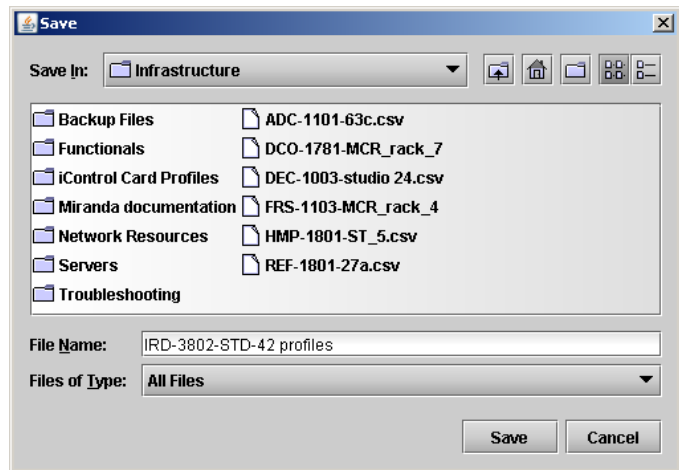 Save
Save In: Infrastructure
Backup Files ADC-1101-63c.csv
Functionals DCO-1781-MCR_rack_7
iControl Card Profiles DEC-1003-studio 24.csv
Miranda documentation FRS-1103-MCR_rack_4
Network Resources HMP-1801-ST_5.csv
Servers REF-1801-27a.csv
Troubleshooting
File Name: IRD-3802-STD-42 profiles
Files of Type: All Files
Save Cancel